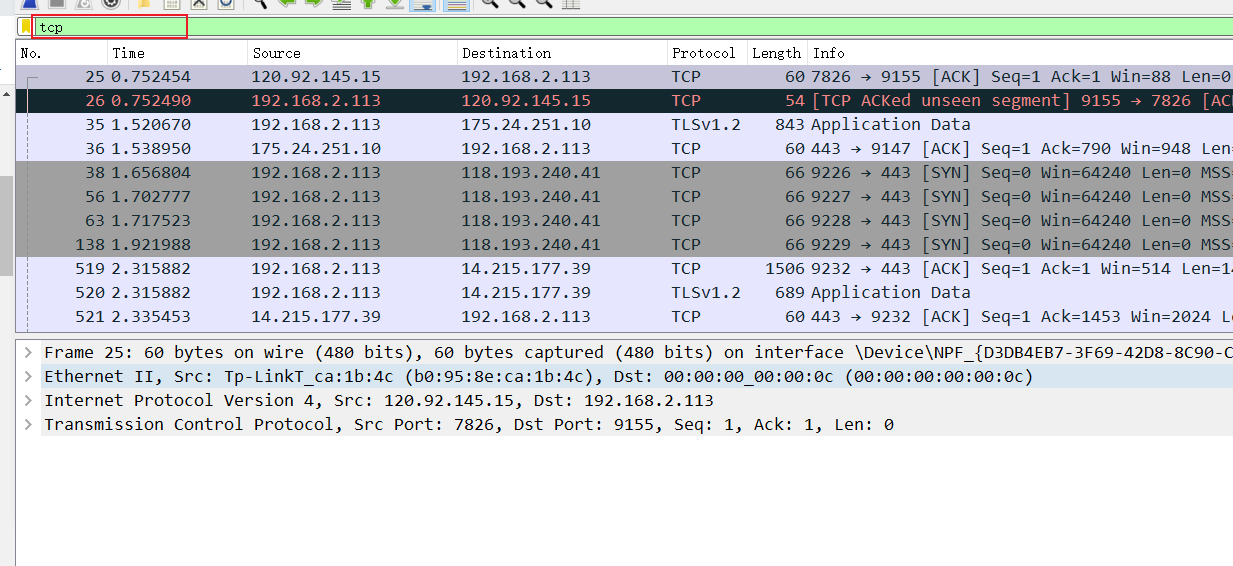 tcp
No. Time Source Destination Protocol Length Info
25 0.752454 120.92.145.15 192.168.2.113 TCP 60 7826 → 9155 [ACK] Seq=1 Ack=1 Win=88 Len=0
26 0.752490 192.168.2.113 120.92.145.15 TCP 54 [TCP ACKed unseen segment] 9155 → 7826 [AC
35 1.520670 192.168.2.113 175.24.251.10 TLSv1.2 843 Application Data
36 1.538950 175.24.251.10 192.168.2.113 TCP 60 443 → 9147 [ACK] Seq=1 Ack=790 Win=948 Len=
38 1.656804 192.168.2.113 118.193.240.41 TCP 66 9226 → 443 [SYN] Seq=0 Win=64240 Len=0 MSS=
56 1.702777 192.168.2.113 118.193.240.41 TCP 66 9227 → 443 [SYN] Seq=0 Win=64240 Len=0 MSS=
63 1.717523 192.168.2.113 118.193.240.41 TCP 66 9228 → 443 [SYN] Seq=0 Win=64240 Len=0 MSS=
138 1.921988 192.168.2.113 118.193.240.41 TCP 66 9229 → 443 [SYN] Seq=0 Win=64240 Len=0 MSS=
519 2.315882 192.168.2.113 14.215.177.39 TCP 1506 9232 → 443 [ACK] Seq=1 Ack=1 Win=514 Len=14
520 2.315882 192.168.2.113 14.215.177.39 TLSv1.2 689 Application Data
521 2.335453 14.215.177.39 192.168.2.113 TCP 60 443 → 9232 [ACK] Seq=1 Ack=1453 Win=2024 Le
Frame 25: 60 bytes on wire (480 bits), 60 bytes captured (480 bits) on interface \Device\NPF_{D3DB4EB7-3F69-42D8-8C90-C
Ethernet II, Src: Tp-LinkT_ca:1b:4c (b0:95:8e:ca:1b:4c), Dst: 00:00:00_00:00:0c (00:00:00:00:00:0c)
Internet Protocol Version 4, Src: 120.92.145.15, Dst: 192.168.2.113
Transmission Control Protocol, Src Port: 7826, Dst Port: 9155, Seq: 1, Ack: 1, Len: 0